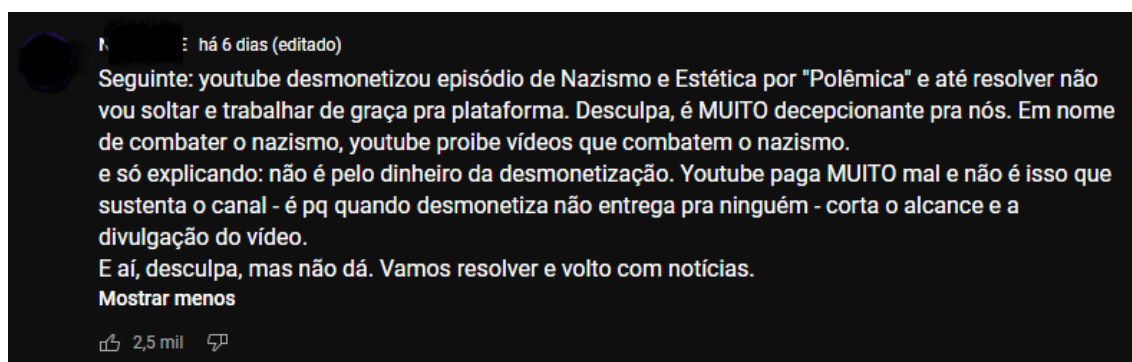 há 6 dias (editado)
Seguinte: youtube desmonetizou episódio de Nazismo e Estética por "Polêmica" e até resolver não
vou soltar e trabalhar de graça pra plataforma. Desculpa, é MUITO decepcionante pra nós. Em nome
de combater o nazismo, youtube proibe vídeos que combatem o nazismo.
e só explicando: não é pelo dinheiro da desmonetização. Youtube paga MUITO mal e não é isso que
sustenta o canal - é pq quando desmonetiza não entrega pra ninguém - corta o alcance e a
divulgação do vídeo.
E aí, desculpa, mas não dá. Vamos resolver e volto com notícias.
Mostrar menos
2,5 mil